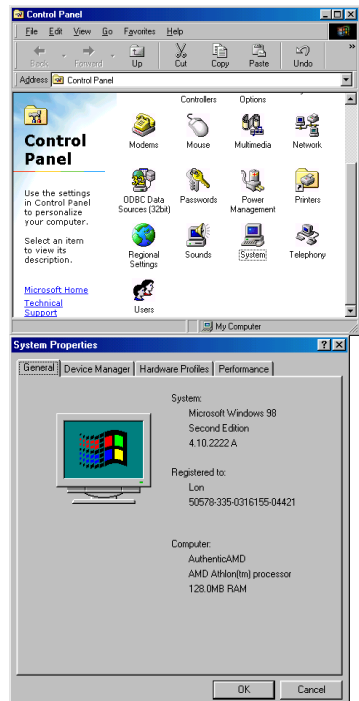 Control Panel
File Edit View Go Favorites Help
Back Forward Up Cut Copy Paste Undo »
Address Control Panel
Controllers Options
Control
Panel
Modems Mouse Multimedia Network
Use the settings
in Control Panel
to personalize
your computer.
ODBC Data
Sources (32bit)
Passwords
Power
Management
Printers
Select an item
to view its
description.
Regional
Settings
Sounds System Telephony
Microsoft Home
Technical
Support
Users
My Computer
System Properties
General Device Manager Hardware Profiles Performance
System:
Microsoft Windows 98
Second Edition
4.10.2222 A
Registered to:
Lon
50578-335-0316155-04421
Computer:
AuthenticAMD
AMD Athlon(tm) processor
128.0MB RAM
OK Cancel